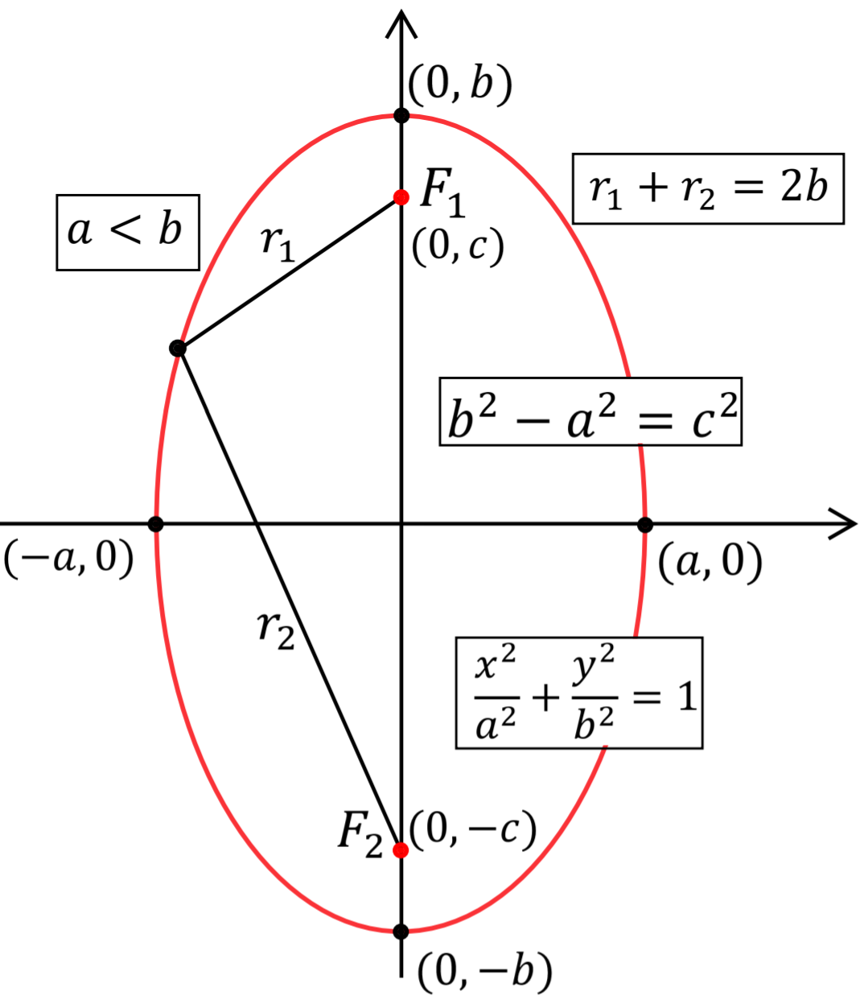 (0, b)
r₁ + r₂ = 2b
F₁
a < b
r₁
(0, c)
b² − a² = c²
(−a, 0)
(a, 0)
r₂
x²/a² + y²/b² = 1
F₂
(0, −c)
(0, −b)